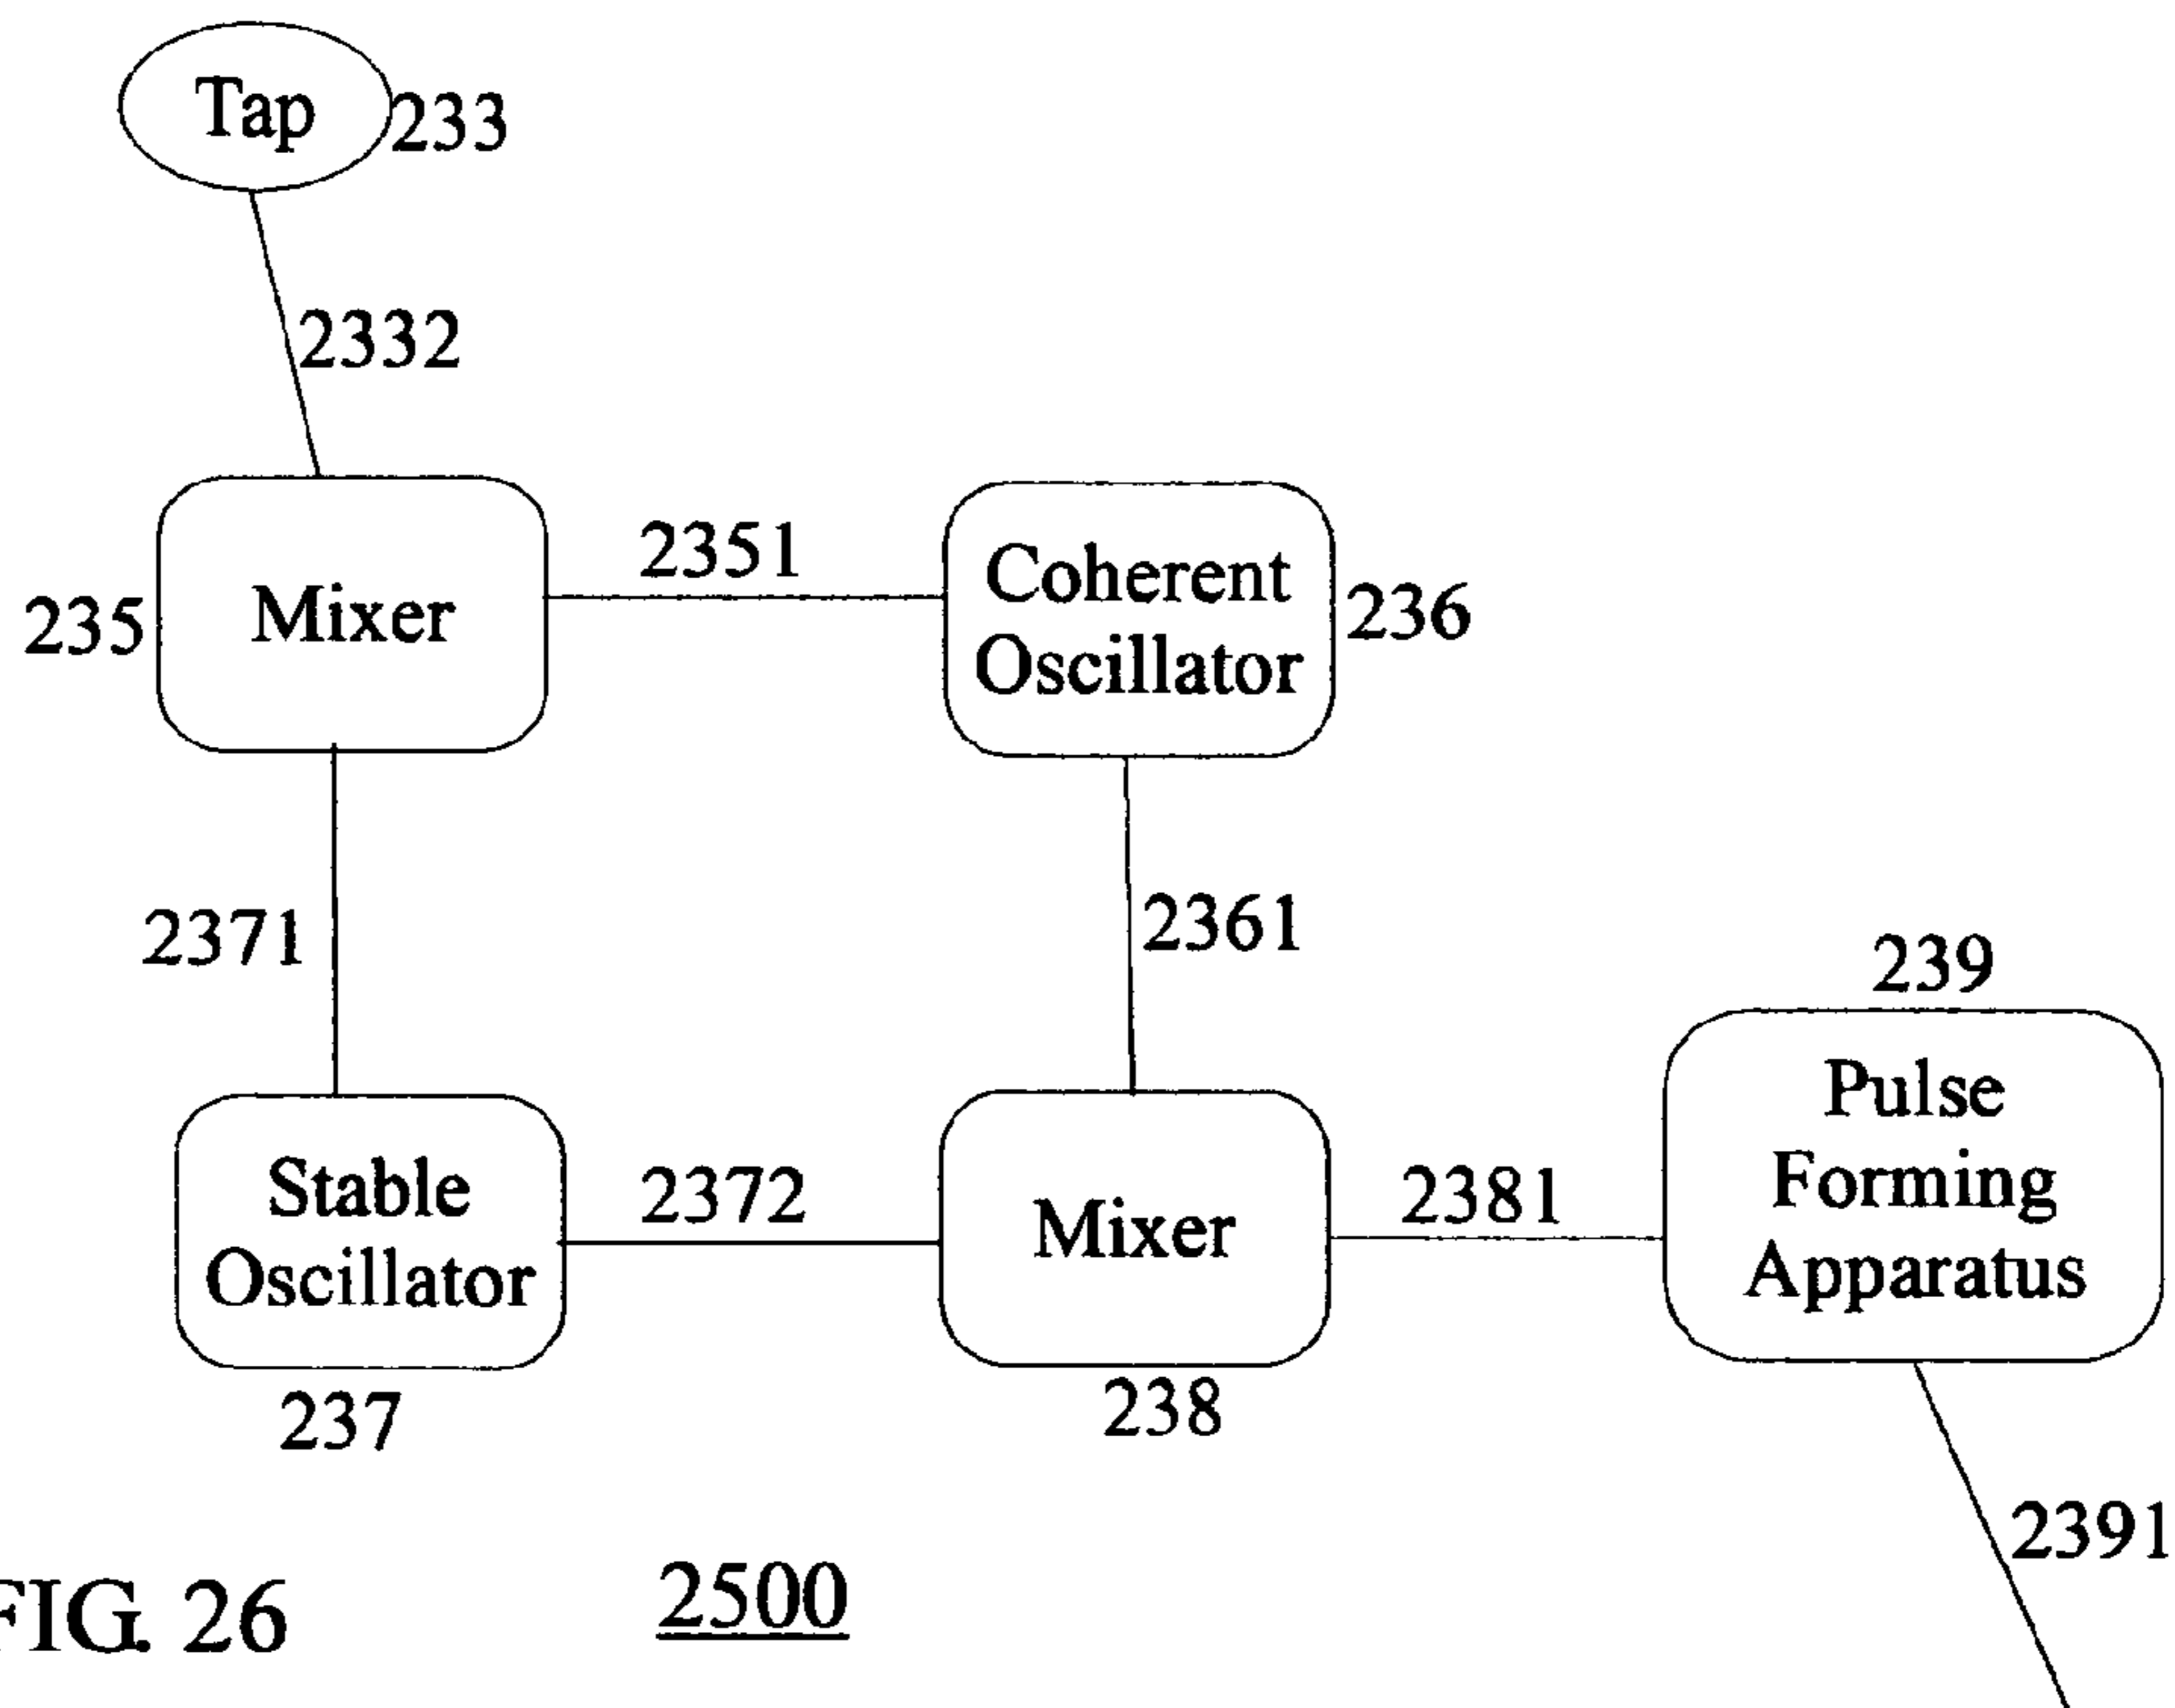 Tap
233
2332
2351
235
Mixer
Coherent
Oscillator
236
2371
2361
239
Stable
Oscillator
2372
Mixer
2381
Pulse
Forming
Apparatus
237
238
2391
FIG. 26
2500